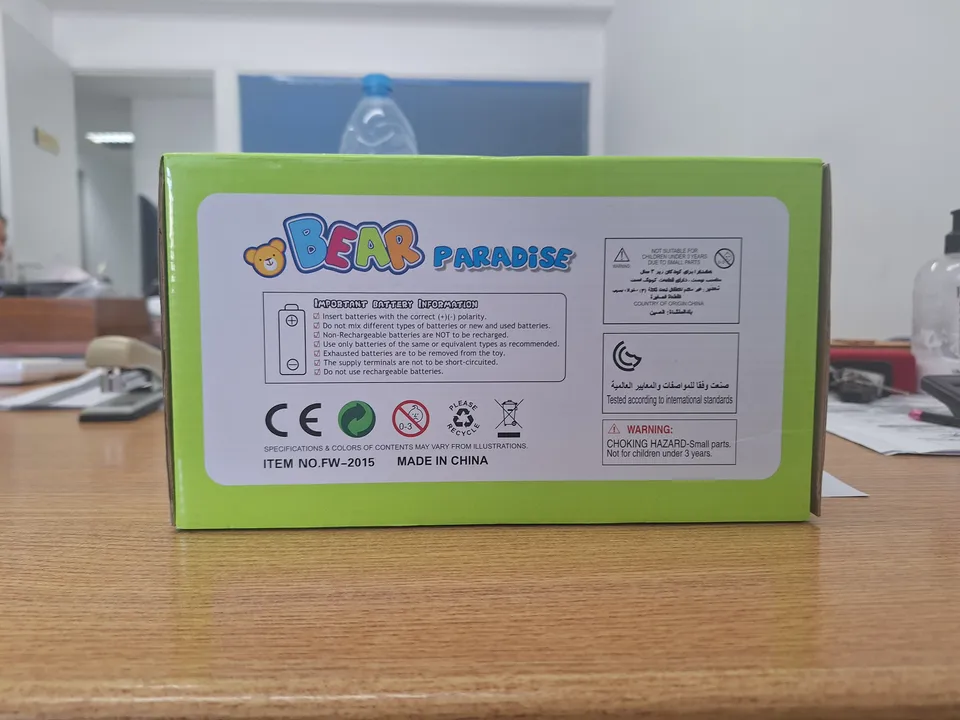 BEAR PARADISE
IMPORTANT BATTERY INFORMATION
Insert batteries with the correct (+)(-) polarity.
Do not mix different types of batteries or new and used batteries.
Non-Rechargeable batteries are NOT to be recharged.
Use only batteries of the same or equivalent types as recommended.
Exhausted batteries are to be removed from the toy.
The supply terminals are not to be short-circuited.
Do not use rechargeable batteries.
CE
0-3
PLEASE
RECYCLE
SPECIFICATIONS & COLORS OF CONTENTS MAY VARY FROM ILLUSTRATIONS.
ITEM NO.FW-2015 MADE IN CHINA
WARNING
NOT SUITABLE FOR
CHILDREN UNDER 3 YEARS
DUE TO SMALL PARTS
COUNTRY OF ORIGIN:CHINA
صنعت وفقا للمواصفات والمعايير العالمية
Tested according to international standards
WARNING:
CHOKING HAZARD-Small parts.
Not for children under 3 years.